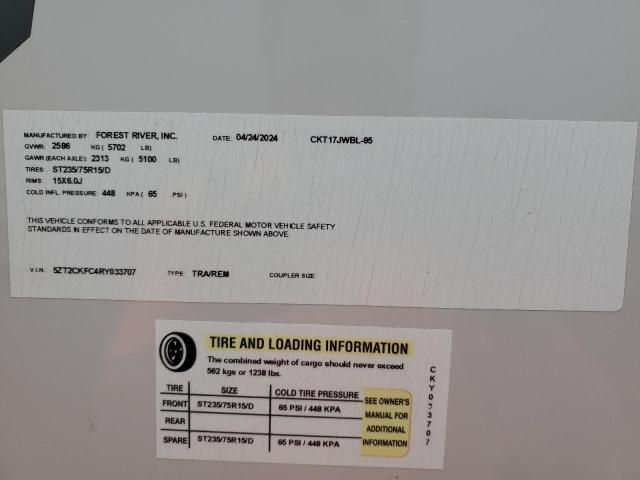 MANUFACTURED BY: FOREST RIVER, INC. DATE: 04/24/2024 CKT17JWBL-95
GVWR: 2586 KG ( 5702 LB)
GAWR (EACH AXLE): 2313 KG ( 5100 LB)
TIRES: ST235/75R15/D
RIMS: 15X6.0J
COLD INFL. PRESSURE: 448 KPA ( 65 PSI )
THIS VEHICLE CONFORMS TO ALL APPLICABLE U.S. FEDERAL MOTOR VEHICLE SAFETY
STANDARDS IN EFFECT ON THE DATE OF MANUFACTURE SHOWN ABOVE.
V.I.N. 5ZT2CKFC4RY033707 TYPE: TRA/REM COUPLER SIZE:
TIRE AND LOADING INFORMATION
The combined weight of cargo should never exceed
562 kgs or 1238 lbs.
TIRE SIZE COLD TIRE PRESSURE
FRONT ST235/75R15/D 65 PSI / 448 KPA
REAR
SPARE ST235/75R15/D 65 PSI / 448 KPA
SEE OWNER'S
MANUAL FOR
ADDITIONAL
INFORMATION
CKY033707